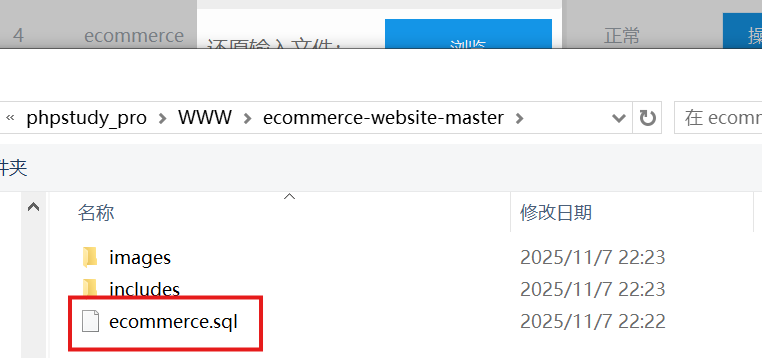 4 ecommerce 还原输入文件: 浏览 正常 操
« phpstudy_pro > WWW > ecommerce-website-master > 在 ecomm
件夹
名称 修改日期
images 2025/11/7 22:23
includes 2025/11/7 22:23
ecommerce.sql 2025/11/7 22:22